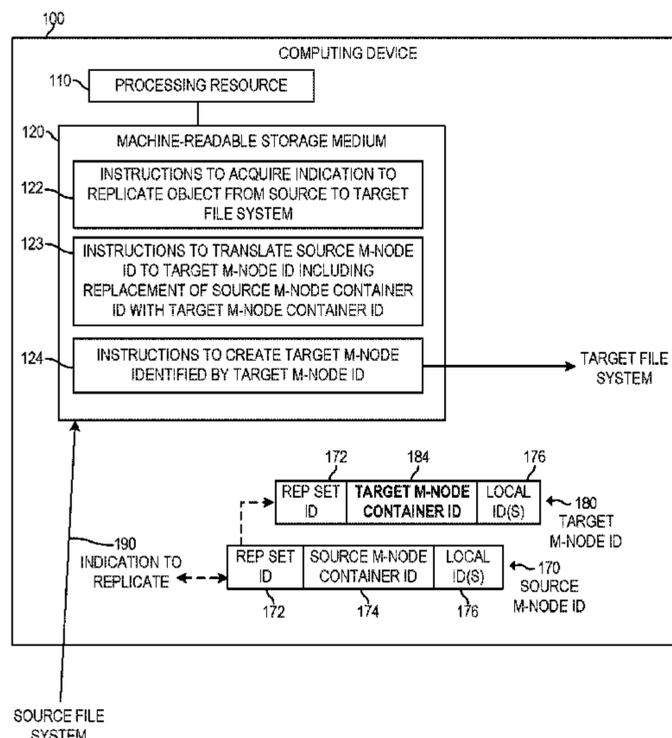 100
COMPUTING DEVICE
110
PROCESSING RESOURCE
120
MACHINE-READABLE STORAGE MEDIUM
122
INSTRUCTIONS TO ACQUIRE INDICATION TO
REPLICATE OBJECT FROM SOURCE TO TARGET
FILE SYSTEM
123
INSTRUCTIONS TO TRANSLATE SOURCE M-NODE
ID TO TARGET M-NODE ID INCLUDING
REPLACEMENT OF SOURCE M-NODE CONTAINER
ID WITH TARGET M-NODE CONTAINER ID
124
INSTRUCTIONS TO CREATE TARGET M-NODE
IDENTIFIED BY TARGET M-NODE ID
TARGET FILE
SYSTEM
172 184 176
REP SET
ID
TARGET M-NODE
CONTAINER ID
LOCAL
ID(S)
180
TARGET
M-NODE ID
190
INDICATION TO
REPLICATE
REP SET
ID
SOURCE M-NODE
CONTAINER ID
LOCAL
ID(S)
170
SOURCE
M-NODE ID
172 174 176
SOURCE FILE
SYSTEM